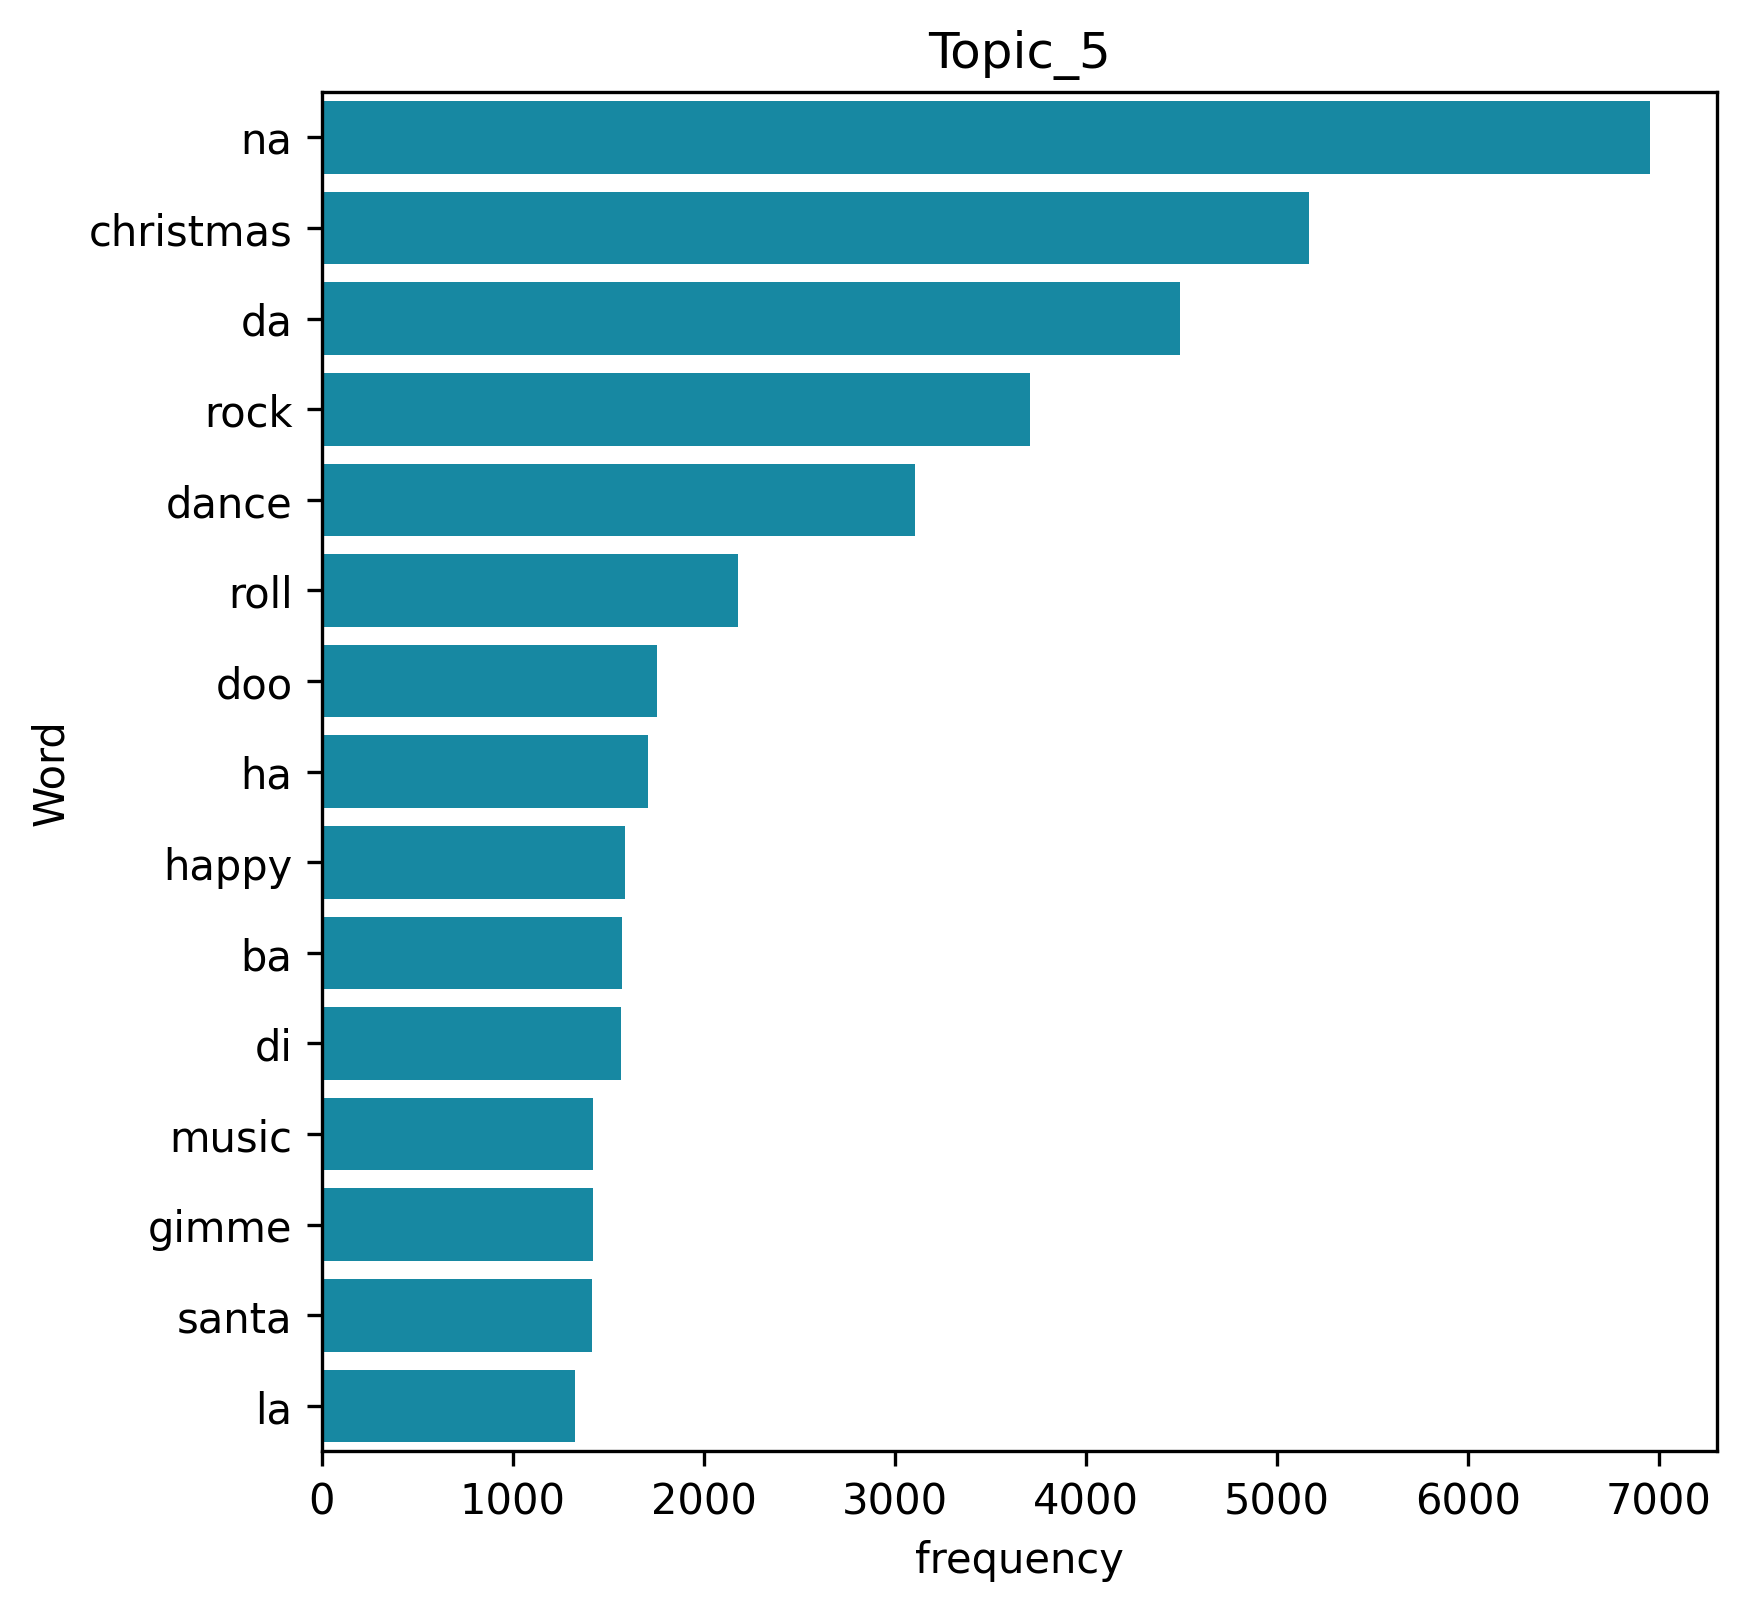 Topic_5
na
christmas
da
rock
dance
roll
doo
ha
happy
ba
di
music
gimme
santa
la
Word
0 1000 2000 3000 4000 5000 6000 7000
frequency